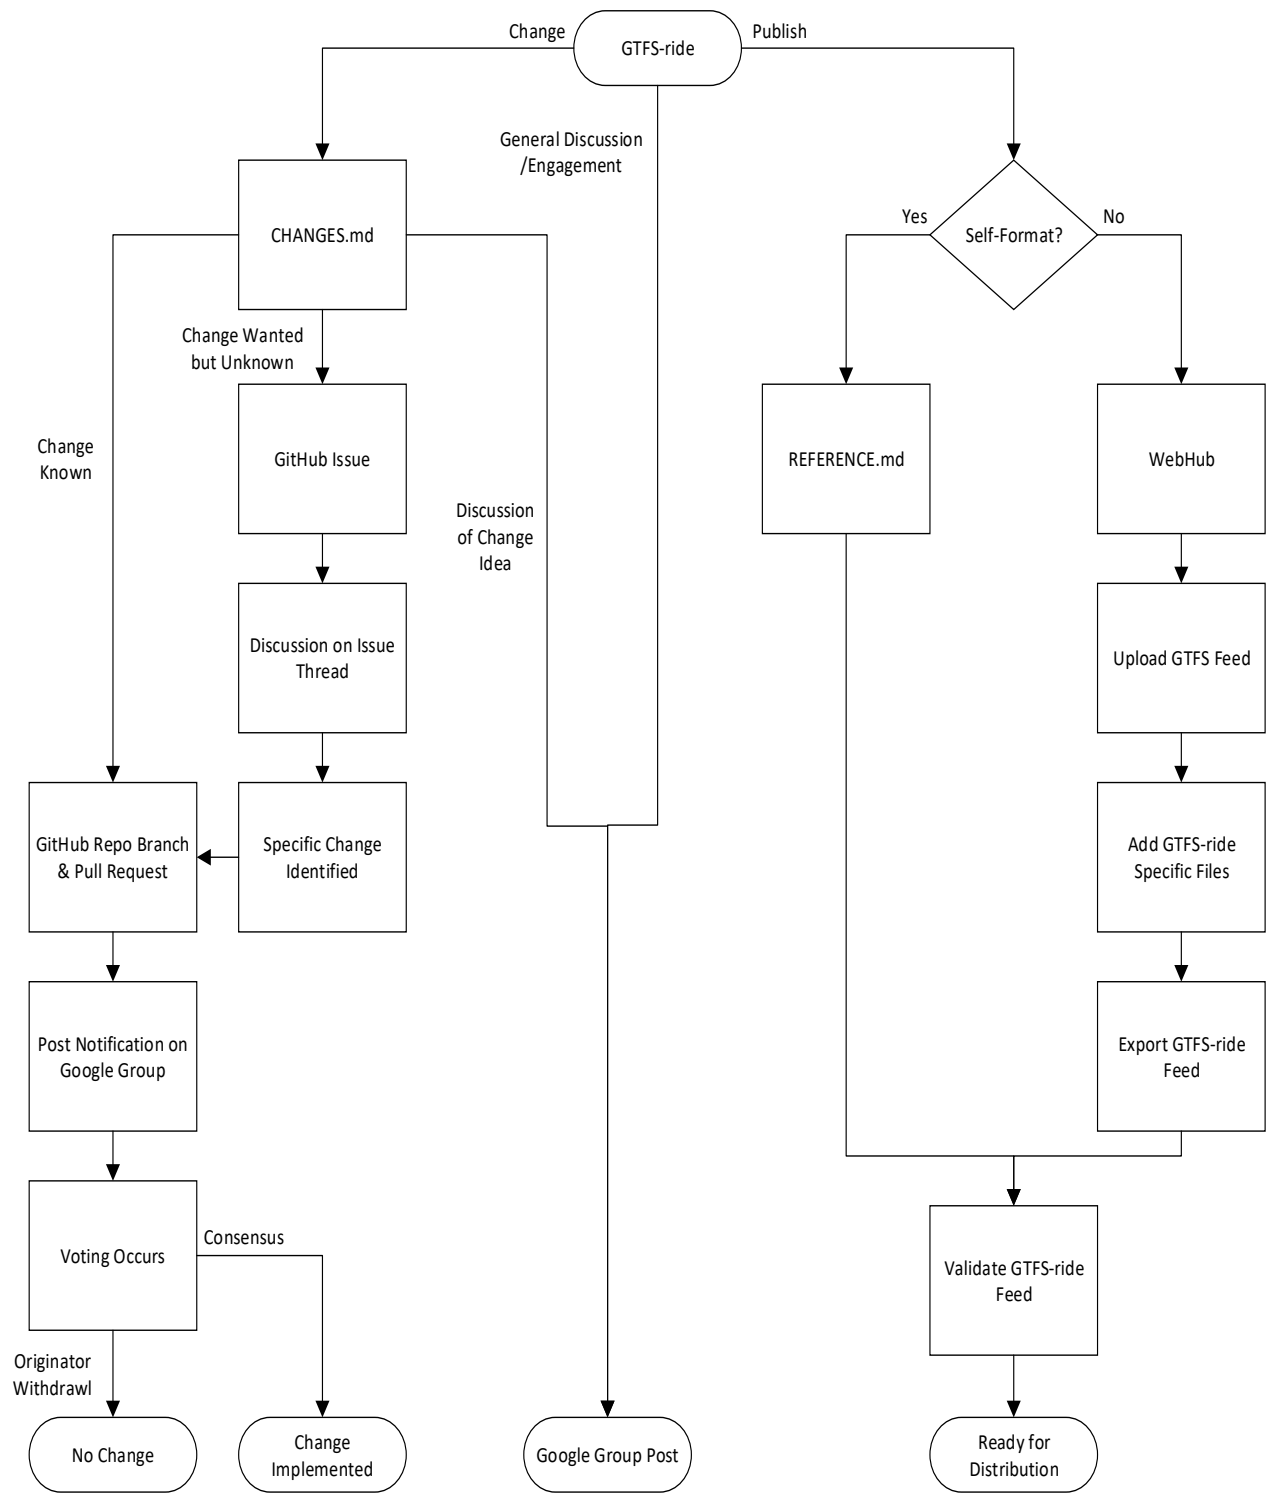 Change
GTFS-ride
Publish
General Discussion
/Engagement
CHANGES.md
Yes
Self-Format?
No
Change Wanted
but Unknown
Change
Known
GitHub Issue
REFERENCE.md
WebHub
Discussion
of Change
Idea
Discussion on Issue
Thread
Upload GTFS Feed
GitHub Repo Branch
& Pull Request
Specific Change
Identified
Add GTFS-ride
Specific Files
Post Notification on
Google Group
Export GTFS-ride
Feed
Voting Occurs
Consensus
Validate GTFS-ride
Feed
Originator
Withdrawl
No Change
Change
Implemented
Google Group Post
Ready for
Distribution